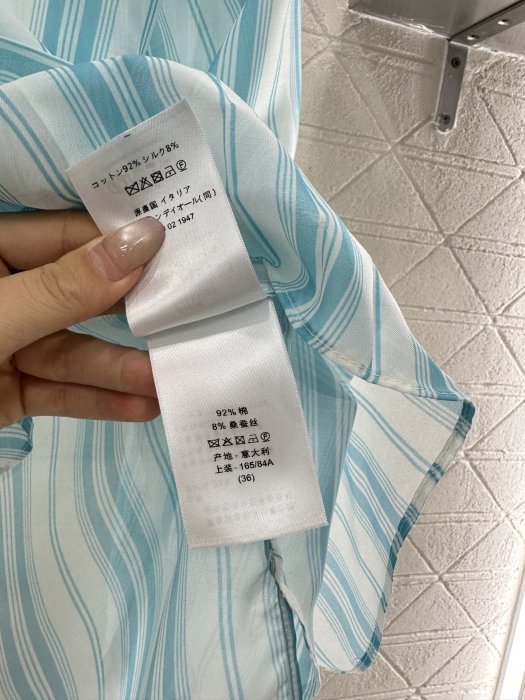 コットン92% シルク8%
原産国 イタリア
ンディオール(同)
02 1947
92% 棉
8% 桑蚕丝
产地 - 意大利
上装 - 165/84A
(36)